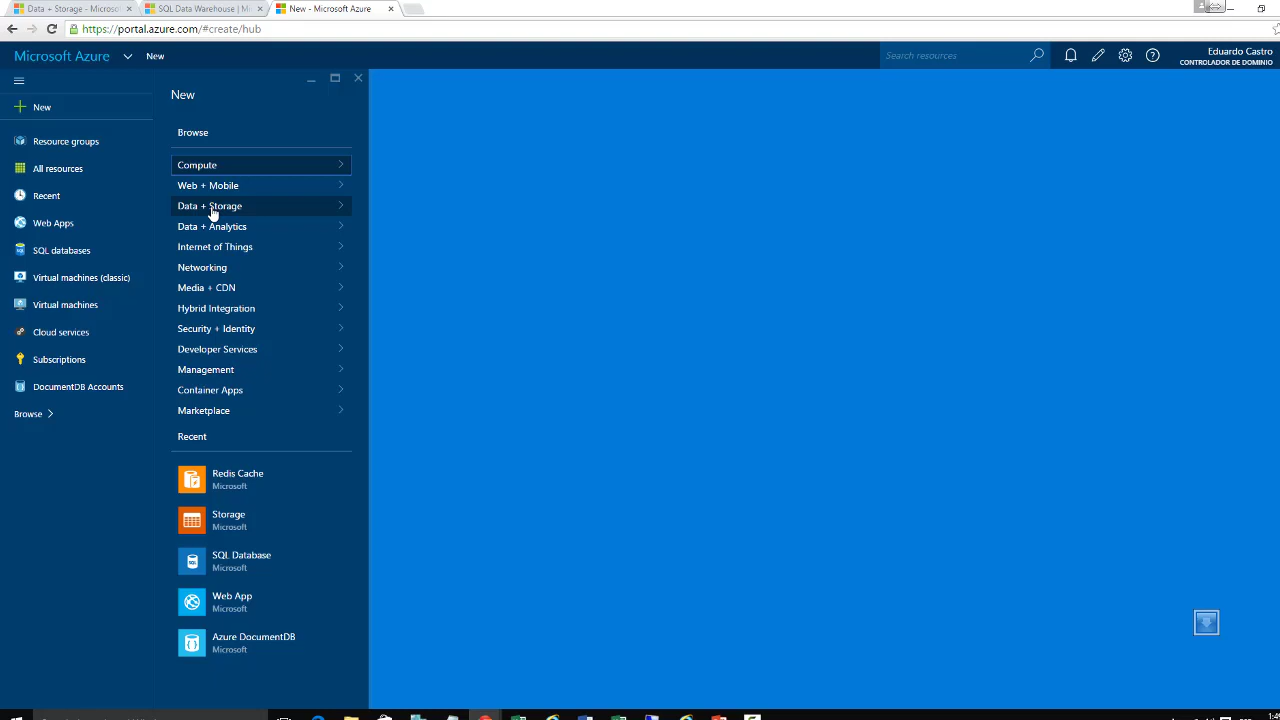 Data + Storage - Microsof
SQL Data Warehouse | M
New - Microsoft Azure
https://portal.azure.com/#create/hub
Microsoft Azure
New
Search resources
Eduardo Castro
CONTROLADOR DE DOMINIO
New
Resource groups
All resources
Recent
Web Apps
SQL databases
Virtual machines (classic)
Virtual machines
Cloud services
Subscriptions
DocumentDB Accounts
Browse
New
Browse
Compute
Web + Mobile
Data + Storage
Data + Analytics
Internet of Things
Networking
Media + CDN
Hybrid Integration
Security + Identity
Developer Services
Management
Container Apps
Marketplace
Recent
Redis Cache
Microsoft
Storage
Microsoft
SQL Database
Microsoft
Web App
Microsoft
Azure DocumentDB
Microsoft